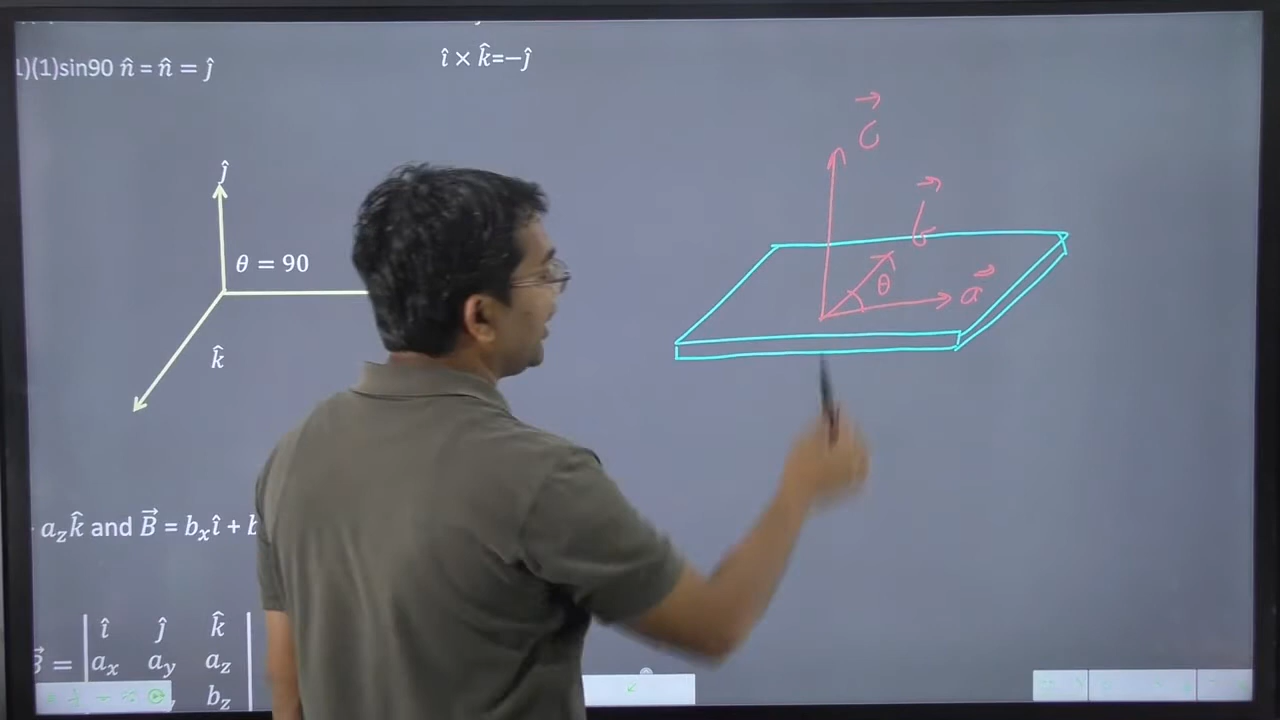 (1)sin90 n̂ = n̂ = ĵ
î × k̂=−ĵ
c⃗
ĵ
b⃗
θ = 90
θ
a⃗
k̂
a_z k̂ and B⃗ = b_x î + b
î ĵ k̂
= a_x a_y a_z
b_z